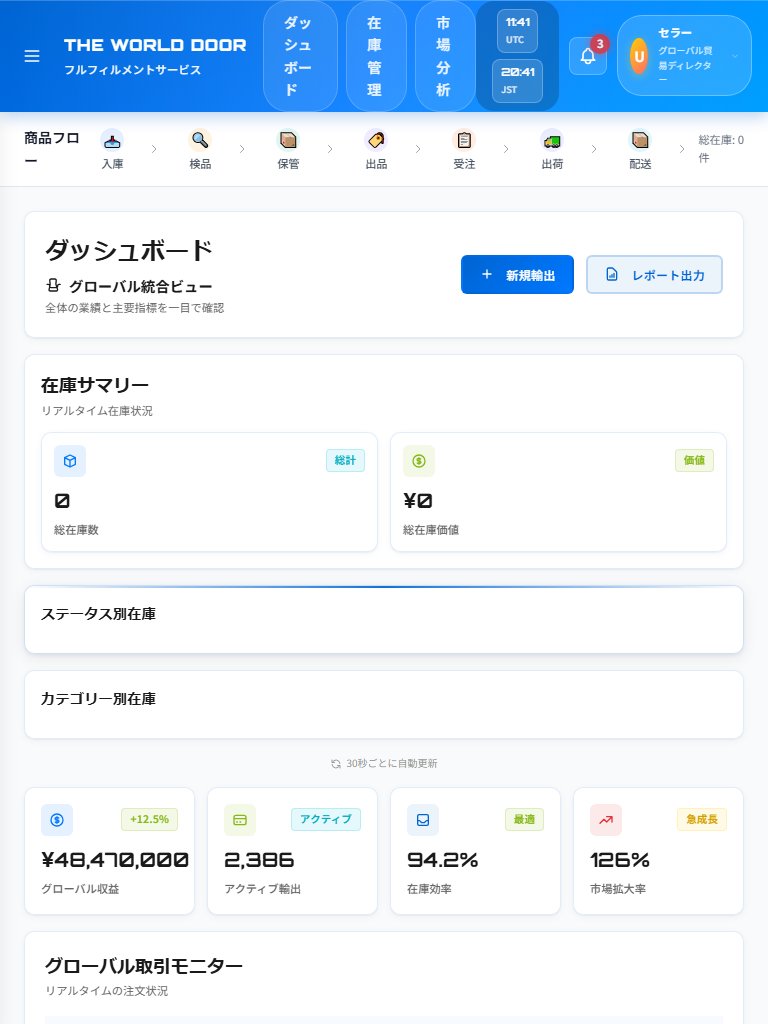 THE WORLD DOOR
フルフィルメントサービス
ダッ
シュ
ボー
ド
在
庫
管
理
市
場
分
析
11:41
UTC
20:41
JST
3
U
セラー
グローバル貿
易ディレクタ
ー
商品フロ
ー
入庫
検品
保管
出品
受注
出荷
配送
総在庫: 0
件
ダッシュボード
グローバル統合ビュー
全体の業績と主要指標を一目で確認
新規輸出
レポート出力
在庫サマリー
リアルタイム在庫状況
総計
0
総在庫数
価値
¥0
総在庫価値
ステータス別在庫
カテゴリー別在庫
30秒ごとに自動更新
+12.5%
¥48,470,000
グローバル収益
アクティブ
2,386
アクティブ輸出
最適
94.2%
在庫効率
急成長
126%
市場拡大率
グローバル取引モニター
リアルタイムの注文状況